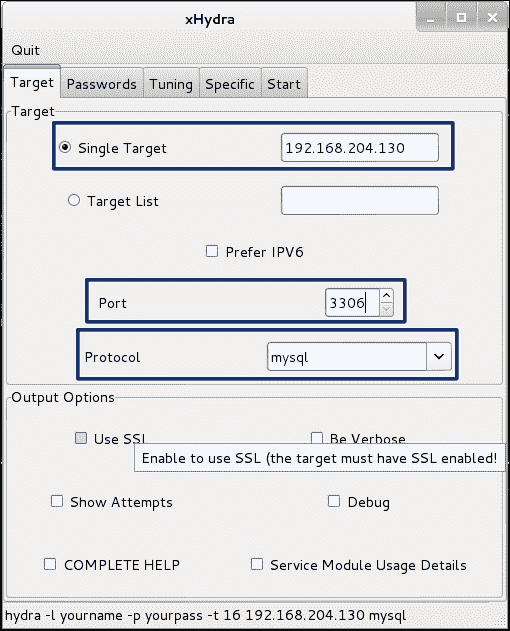 xHydra
Quit
Target Passwords Tuning Specific Start
Target
Single Target 192.168.204.130
Target List
Prefer IPV6
Port 3306
Protocol mysql
Output Options
Use SSL Be Verbose
Enable to use SSL (the target must have SSL enabled!
Show Attempts Debug
COMPLETE HELP Service Module Usage Details
hydra -l yourname -p yourpass -t 16 192.168.204.130 mysql